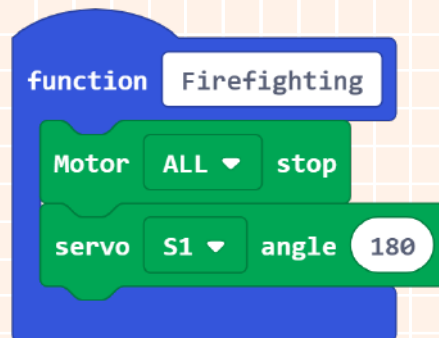 function Firefighting
Motor ALL stop
servo S1 angle 180